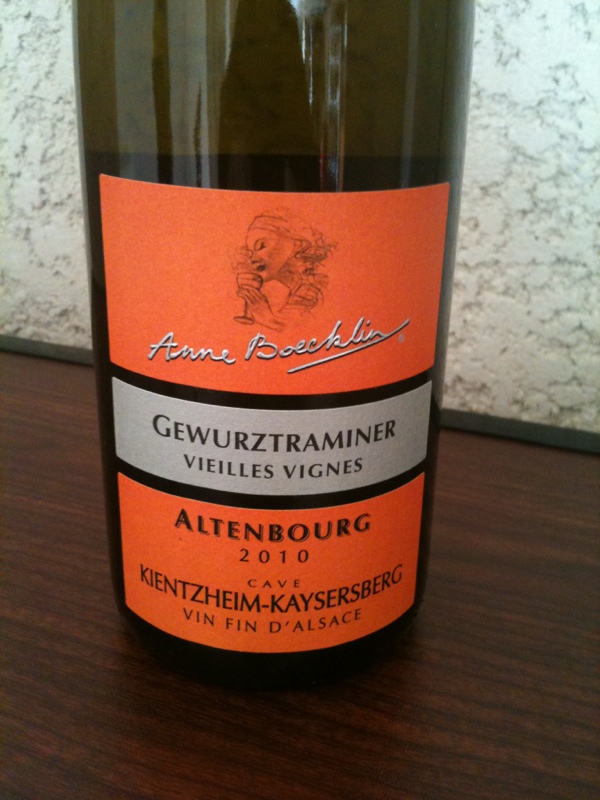 Anne Boecklin®
GEWURZTRAMINER
VIEILLES VIGNES
ALTENBOURG
2010
CAVE
KIENTZHEIM-KAYSERSBERG
VIN FIN D'ALSACE